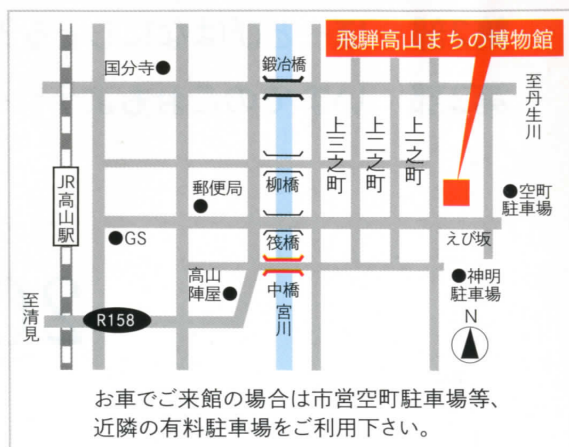 飛騨高山まちの博物館
国分寺
鍛冶橋
至丹生川
上三之町
上二之町
上一之町
JR高山駅
郵便局
柳橋
空町
駐車場
GS
筏橋
えび坂
高山
陣屋
中橋
宮川
神明
駐車場
至清見
R158
N
お車でご来館の場合は市営空町駐車場等、
近隣の有料駐車場をご利用下さい。